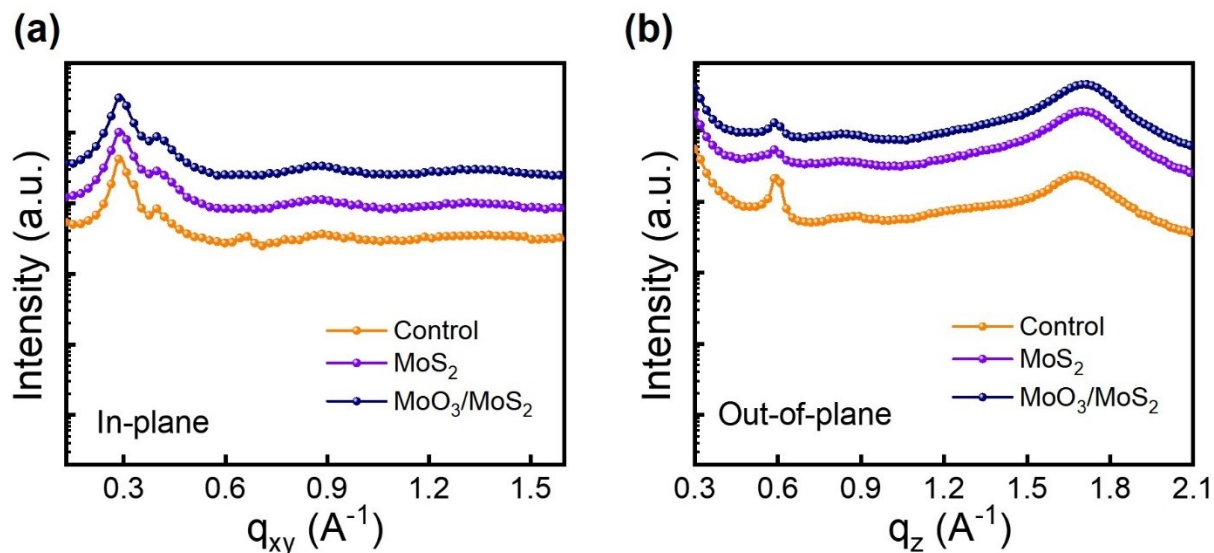 (a)
Intensity (a.u.)
Control
MoS₂
MoO₃/MoS₂
In-plane
0.3 0.6 0.9 1.2 1.5
q_xy (A⁻¹)
(b)
Intensity (a.u.)
Control
MoS₂
MoO₃/MoS₂
Out-of-plane
0.3 0.6 0.9 1.2 1.5 1.8 2.1
q_z (A⁻¹)